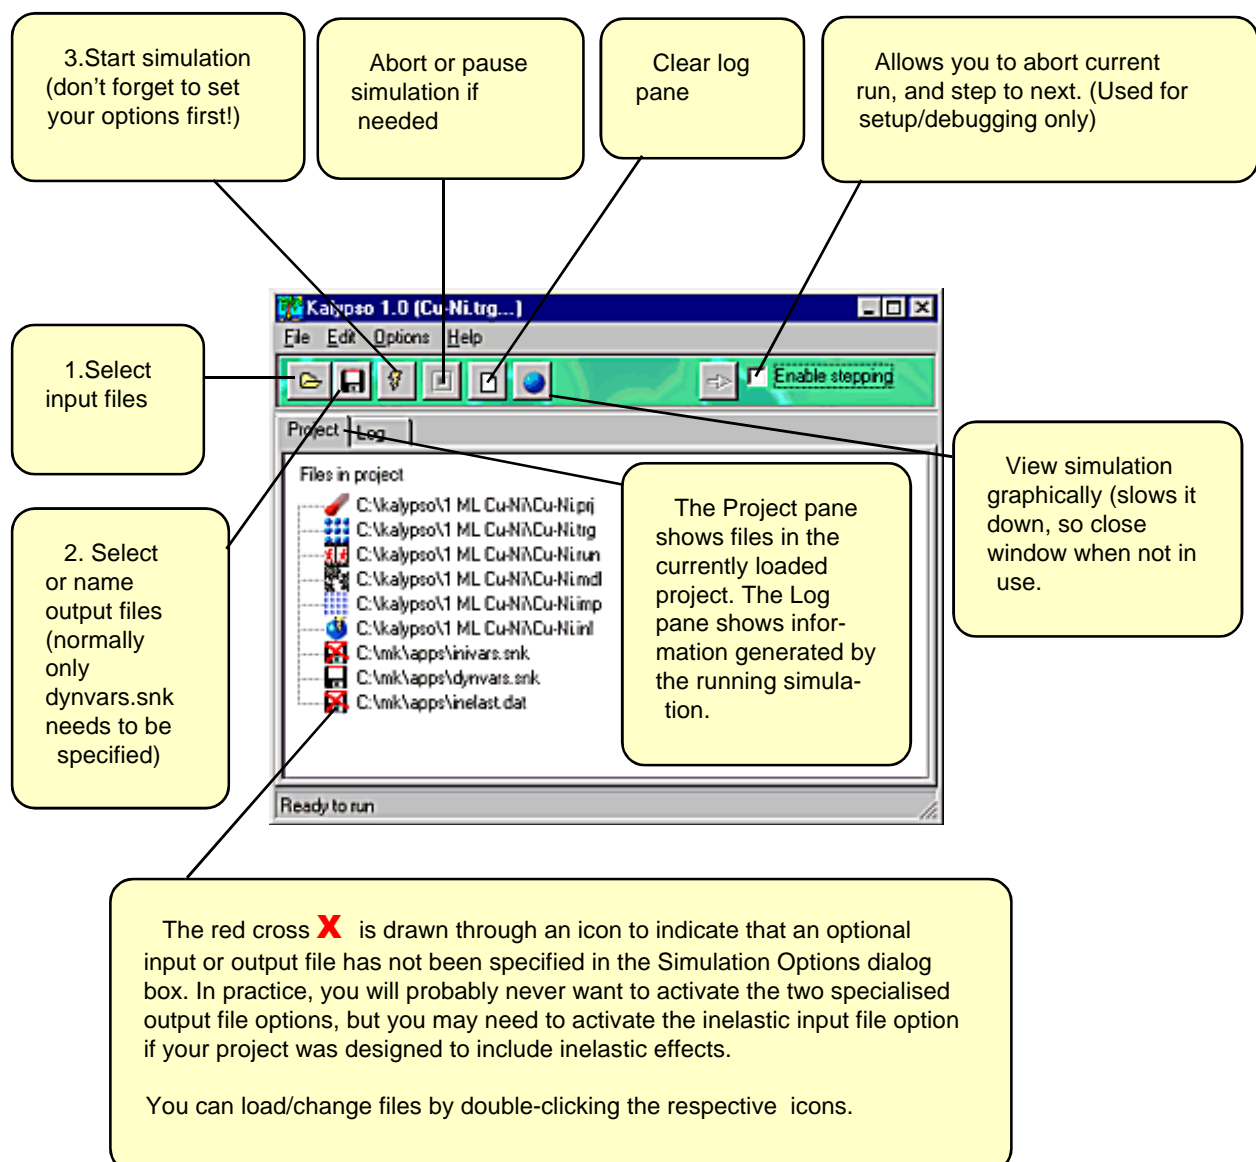 3.Start simulation
(don't forget to set
your options first!)
Abort or pause
simulation if
needed
Clear log
pane
Allows you to abort current
run, and step to next. (Used for
setup/debugging only)
Kalypso 1.0 (Cu-Ni.trg...)
File Edit Options Help
Enable stepping
1.Select
input files
Project Log
Files in project
C:\kalypso\1 ML Cu-Ni\Cu-Ni.prj
C:\kalypso\1 ML Cu-Ni\Cu-Ni.trg
C:\kalypso\1 ML Cu-Ni\Cu-Ni.run
C:\kalypso\1 ML Cu-Ni\Cu-Ni.mdl
C:\kalypso\1 ML Cu-Ni\Cu-Ni.imp
C:\kalypso\1 ML Cu-Ni\Cu-Ni.inl
C:\mk\apps\inivars.snk
C:\mk\apps\dynvars.snk
C:\mk\apps\inelast.dat
Ready to run
The Project pane
shows files in the
currently loaded
project. The Log
pane shows infor-
mation generated by
the running simula-
tion.
View simulation
graphically (slows it
down, so close
window when not in
use.
2. Select
or name
output files
(normally
only
dynvars.snk
needs to be
specified)
The red cross X is drawn through an icon to indicate that an optional
input or output file has not been specified in the Simulation Options dialog
box. In practice, you will probably never want to activate the two specialised
output file options, but you may need to activate the inelastic input file option
if your project was designed to include inelastic effects.
You can load/change files by double-clicking the respective icons.